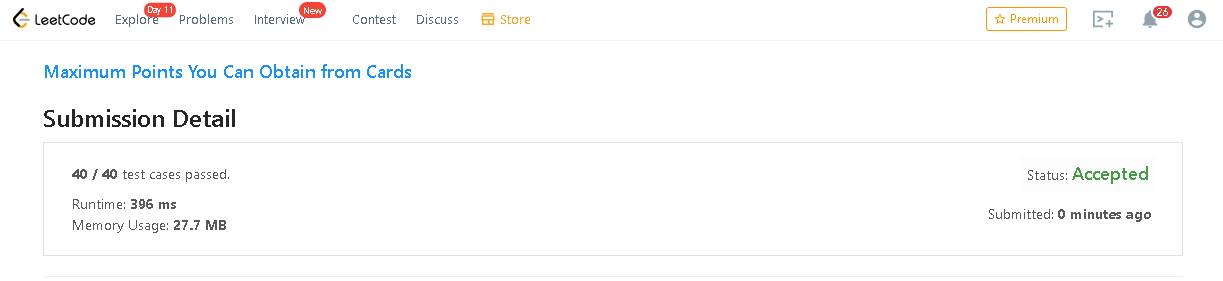 LeetCode Explore Day 11 Problems Interview New Contest Discuss Store Premium 26
Maximum Points You Can Obtain from Cards
Submission Detail
40 / 40 test cases passed.
Status: Accepted
Runtime: 396 ms
Submitted: 0 minutes ago
Memory Usage: 27.7 MB